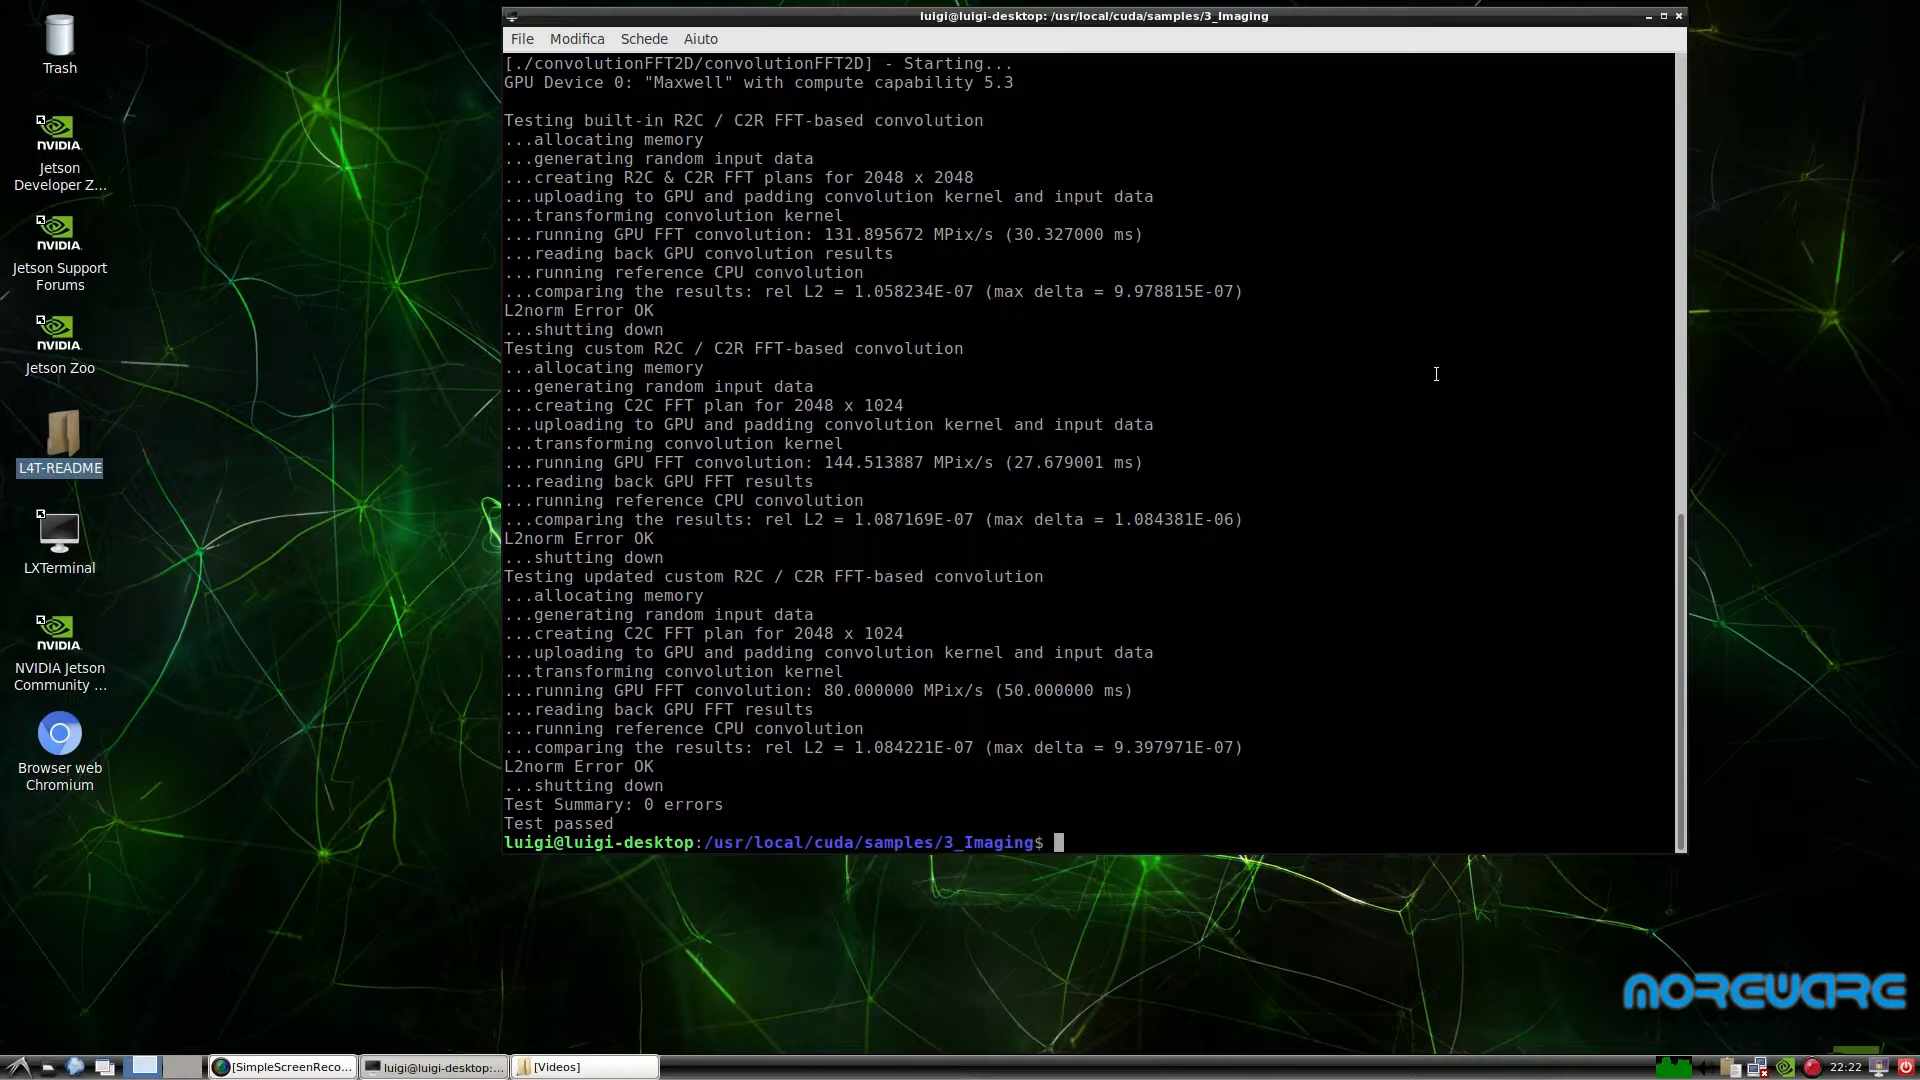 luigi@luigi-desktop: /usr/local/cuda/samples/3_Imaging
File Modifica Schede Aiuto
[./convolutionFFT2D/convolutionFFT2D] - Starting...
GPU Device 0: "Maxwell" with compute capability 5.3
Testing built-in R2C / C2R FFT-based convolution
...allocating memory
...generating random input data
...creating R2C & C2R FFT plans for 2048 x 2048
...uploading to GPU and padding convolution kernel and input data
...transforming convolution kernel
...running GPU FFT convolution: 131.895672 MPix/s (30.327000 ms)
...reading back GPU convolution results
...running reference CPU convolution
...comparing the results: rel L2 = 1.058234E-07 (max delta = 9.978815E-07)
L2norm Error OK
...shutting down
Testing custom R2C / C2R FFT-based convolution
...allocating memory
...generating random input data
...creating C2C FFT plan for 2048 x 1024
...uploading to GPU and padding convolution kernel and input data
...transforming convolution kernel
...running GPU FFT convolution: 144.513887 MPix/s (27.679001 ms)
...reading back GPU FFT results
...running reference CPU convolution
...comparing the results: rel L2 = 1.087169E-07 (max delta = 1.084381E-06)
L2norm Error OK
...shutting down
Testing updated custom R2C / C2R FFT-based convolution
...allocating memory
...generating random input data
...creating C2C FFT plan for 2048 x 1024
...uploading to GPU and padding convolution kernel and input data
...transforming convolution kernel
...running GPU FFT convolution: 80.000000 MPix/s (50.000000 ms)
...reading back GPU FFT results
...running reference CPU convolution
...comparing the results: rel L2 = 1.084221E-07 (max delta = 9.397971E-07)
L2norm Error OK
...shutting down
Test Summary: 0 errors
Test passed
luigi@luigi-desktop:/usr/local/cuda/samples/3_Imaging$
Trash
NVIDIA.
Jetson
Developer Z...
NVIDIA.
Jetson Support
Forums
NVIDIA.
Jetson Zoo
L4T-README
LXTerminal
NVIDIA.
NVIDIA Jetson
Community ...
Browser web
Chromium
MOREWARE
[SimpleScreenReco...
luigi@luigi-desktop:...
[Videos]
22:22